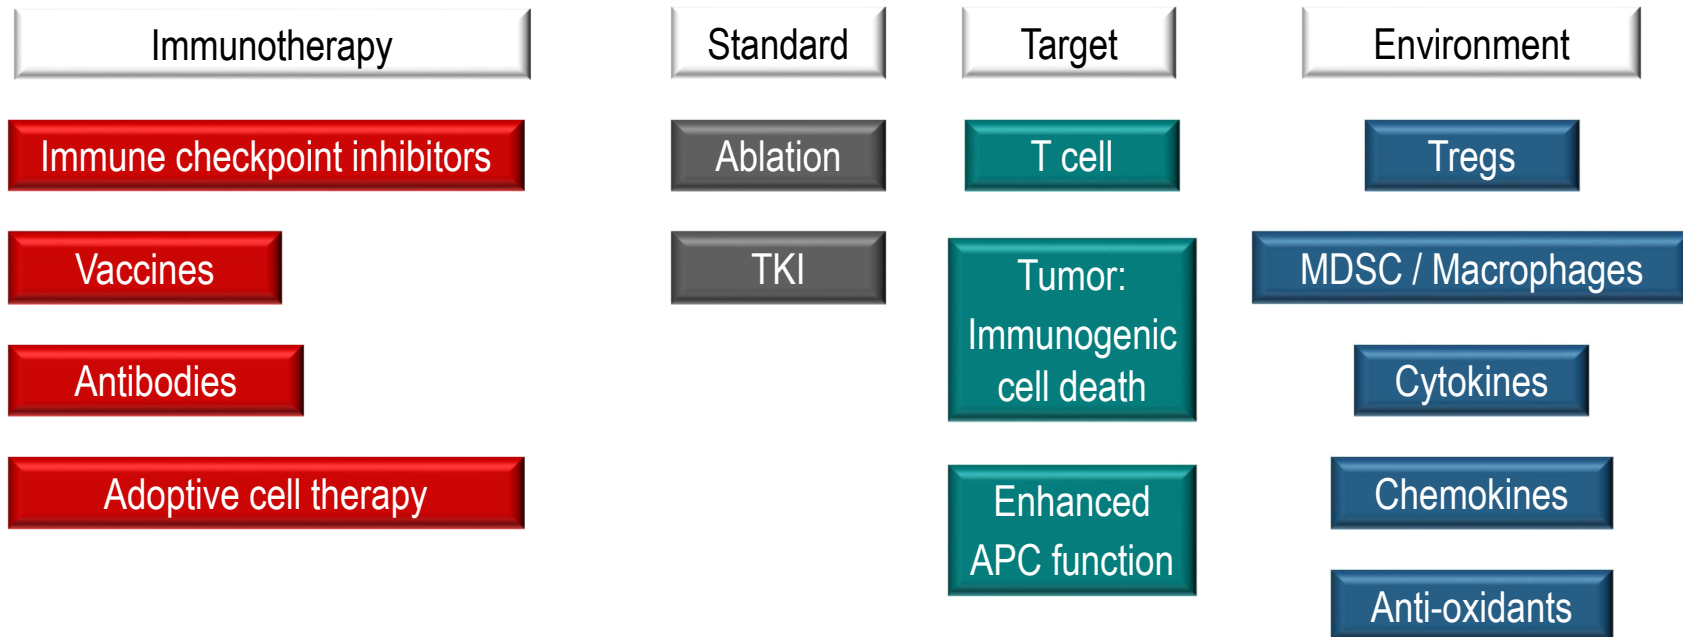 Immunotherapy
Standard
Target
Environment
Immune checkpoint inhibitors
Ablation
T cell
Tregs
Vaccines
TKI
Tumor:
Immunogenic
cell death
MDSC / Macrophages
Antibodies
Cytokines
Adoptive cell therapy
Enhanced
APC function
Chemokines
Anti-oxidants